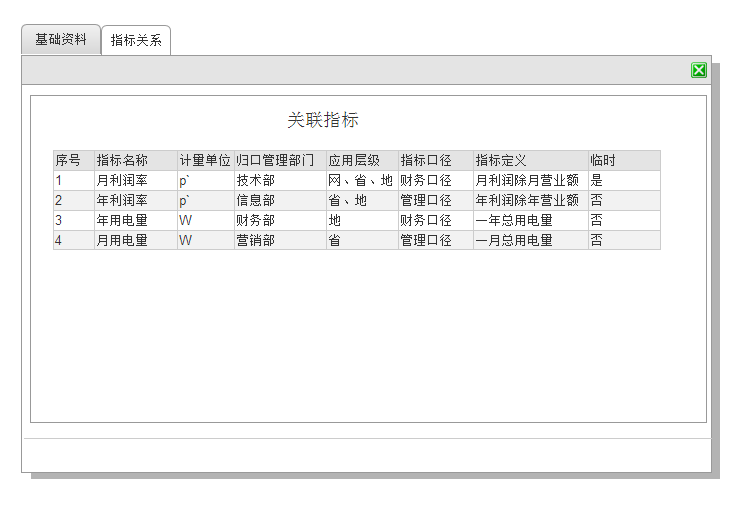 基础资料 指标关系
关联指标
序号 指标名称 计量单位 归口管理部门 应用层级 指标口径 指标定义 临时
1 月利润率 p` 技术部 网、省、地 财务口径 月利润除月营业额 是
2 年利润率 p` 信息部 省、地 管理口径 年利润除年营业额 否
3 年用电量 W 财务部 地 财务口径 一年总用电量 否
4 月用电量 W 营销部 省 管理口径 一月总用电量 否